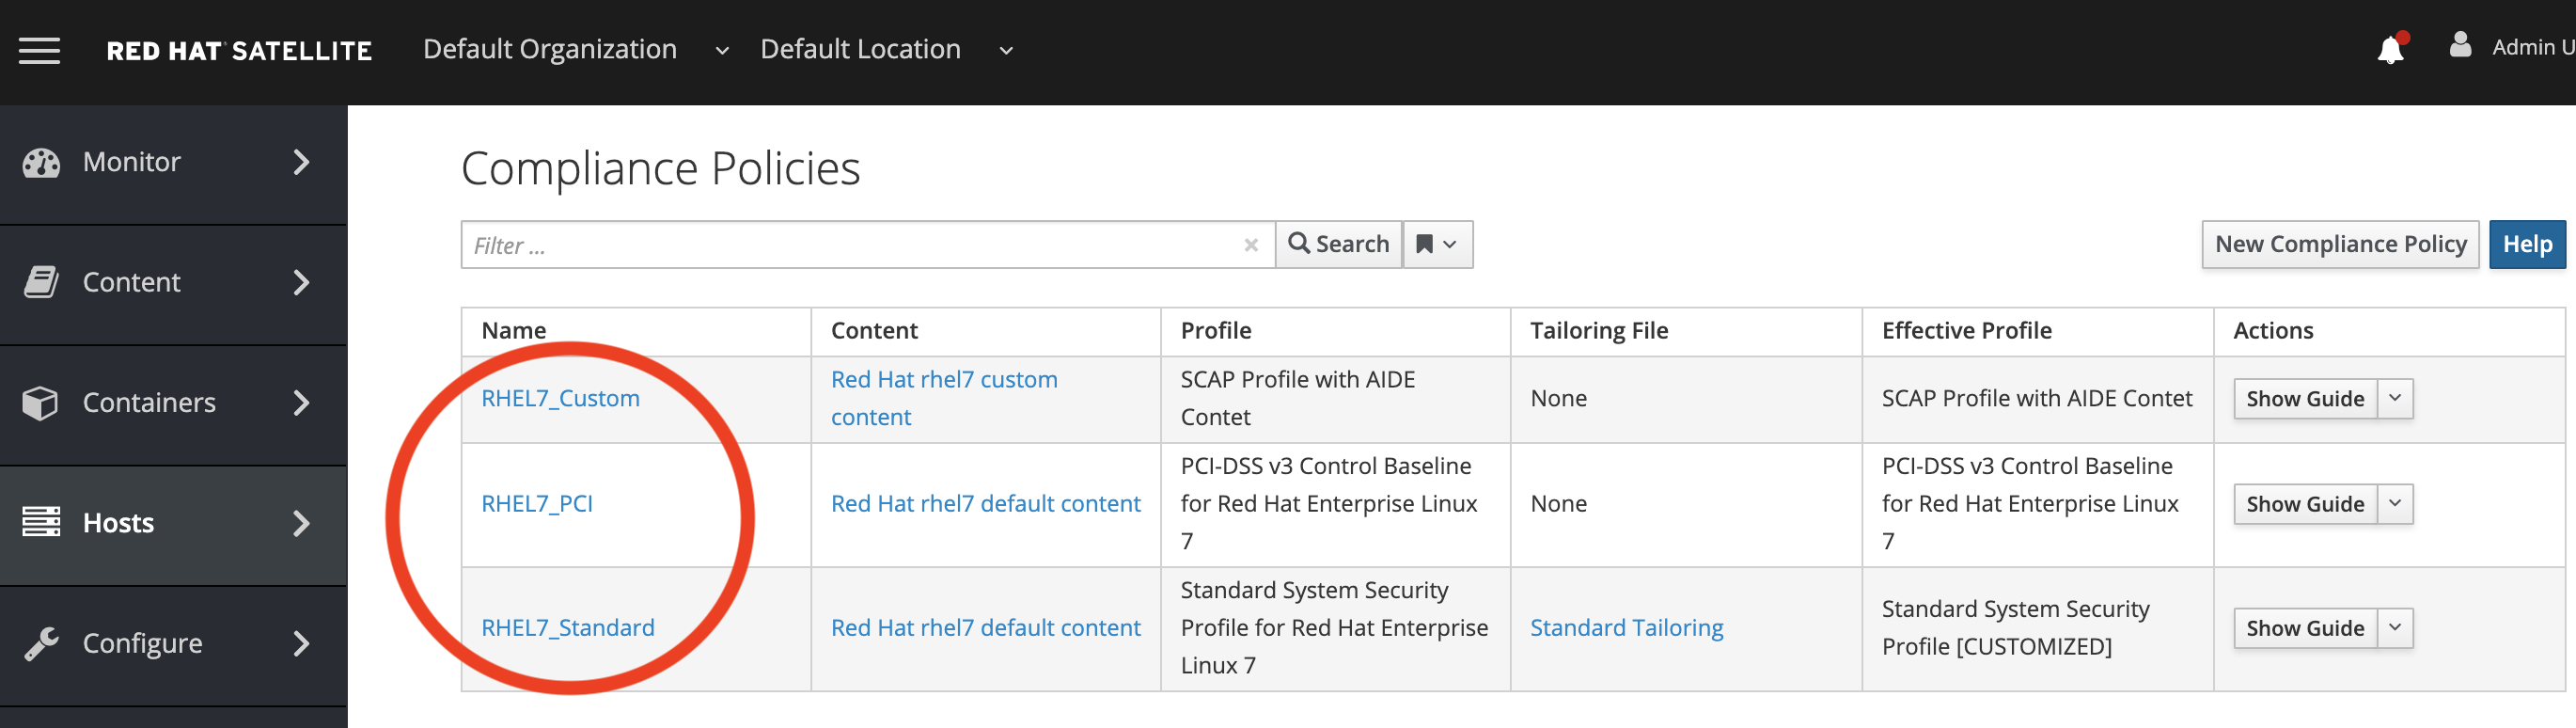 RED HAT SATELLITE Default Organization Default Location Admin U
Monitor
Content
Containers
Hosts
Configure
Compliance Policies
Filter ... Search New Compliance Policy Help
Name Content Profile Tailoring File Effective Profile Actions
RHEL7_Custom
Red Hat rhel7 custom
content
SCAP Profile with AIDE
Contet
None
SCAP Profile with AIDE Contet
Show Guide
RHEL7_PCI
Red Hat rhel7 default content
PCI-DSS v3 Control Baseline
for Red Hat Enterprise Linux
7
None
PCI-DSS v3 Control Baseline
for Red Hat Enterprise Linux
7
Show Guide
RHEL7_Standard
Red Hat rhel7 default content
Standard System Security
Profile for Red Hat Enterprise
Linux 7
Standard Tailoring
Standard System Security
Profile [CUSTOMIZED]
Show Guide